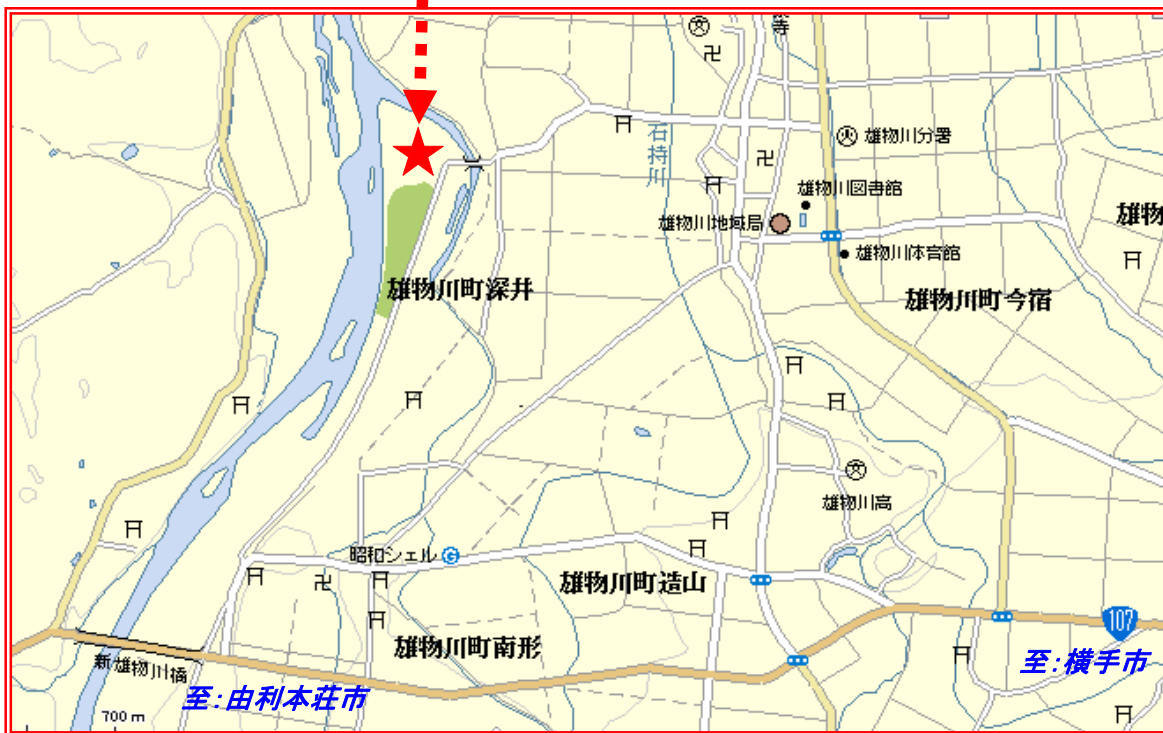 等
石持川
雄物川分署
雄物川図書館
雄物川地域局
雄物
雄物川体育館
雄物川町深井
雄物川町今宿
雄物川高
昭和シェル
G
雄物川町造山
107
雄物川町南形
新雄物川橋
至：横手市
至：由利本荘市
700 m